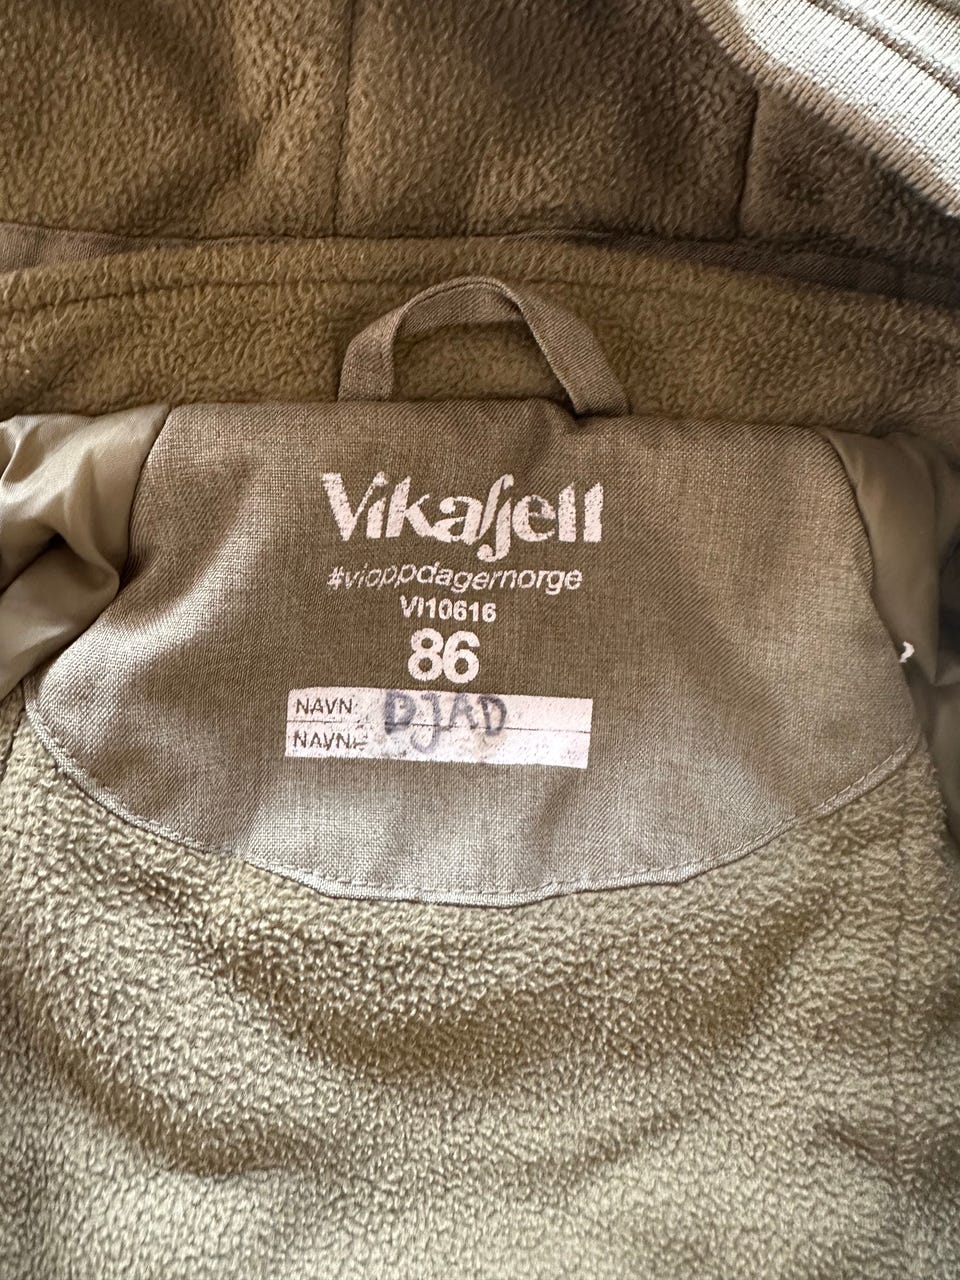 Vikafjell
#vioppdagernorge
VI10616
86
NAVN: DJAD
NAVN: